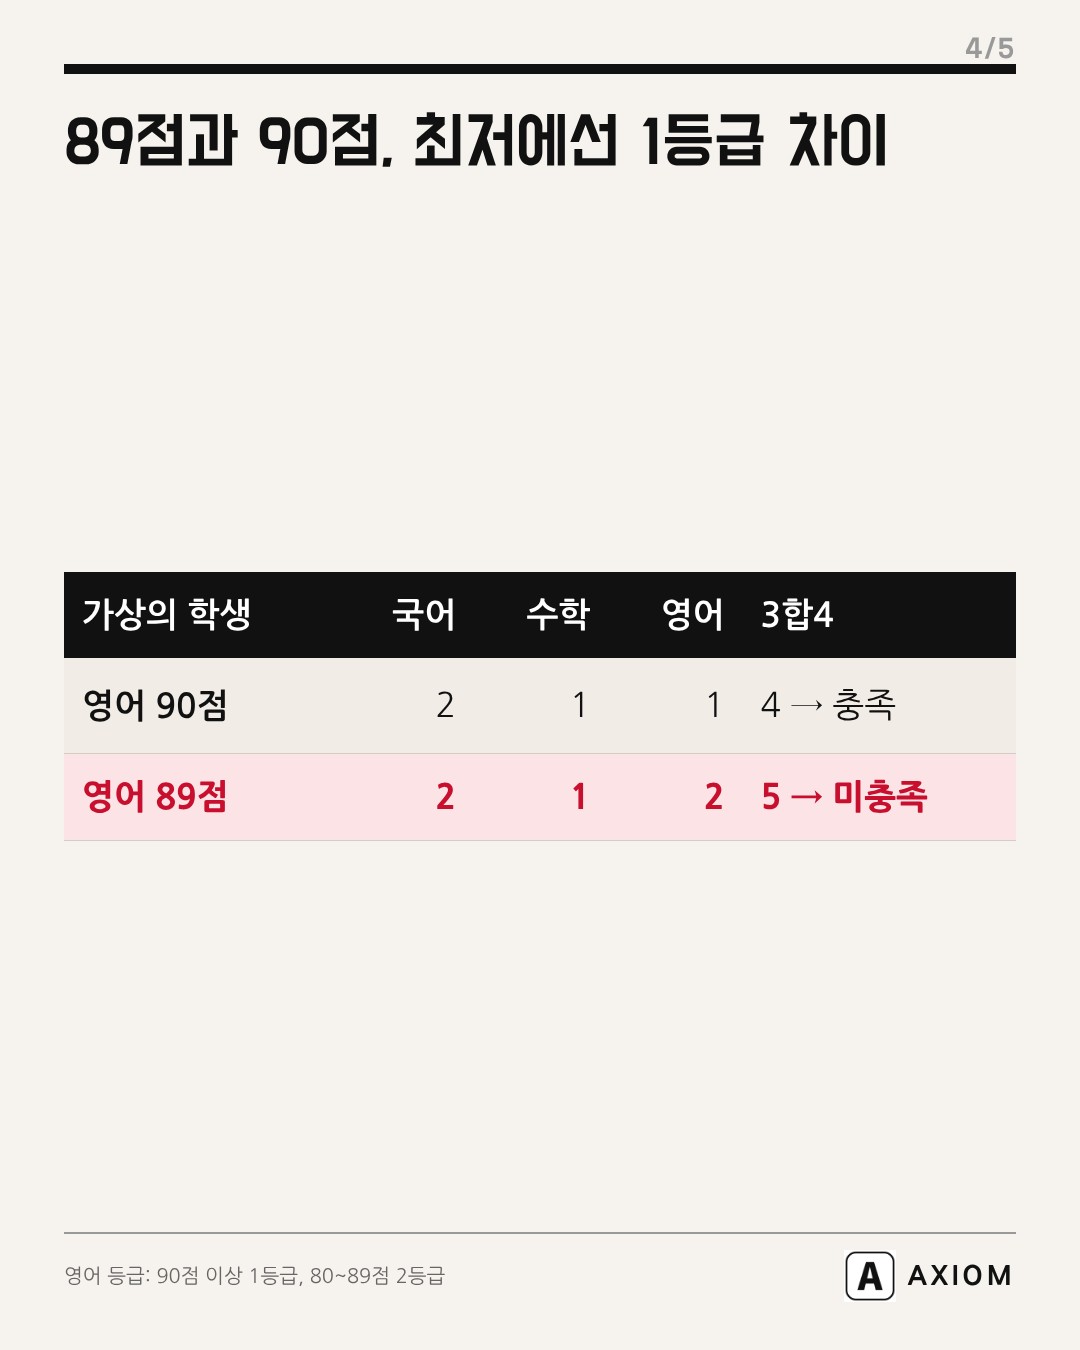 4/5
89점과 90점, 최저에선 1등급 차이
가상의 학생 국어 수학 영어 3합4
영어 90점 2 1 1 4 → 충족
영어 89점 2 1 2 5 → 미충족
영어 등급: 90점 이상 1등급, 80~89점 2등급
A AXIOM